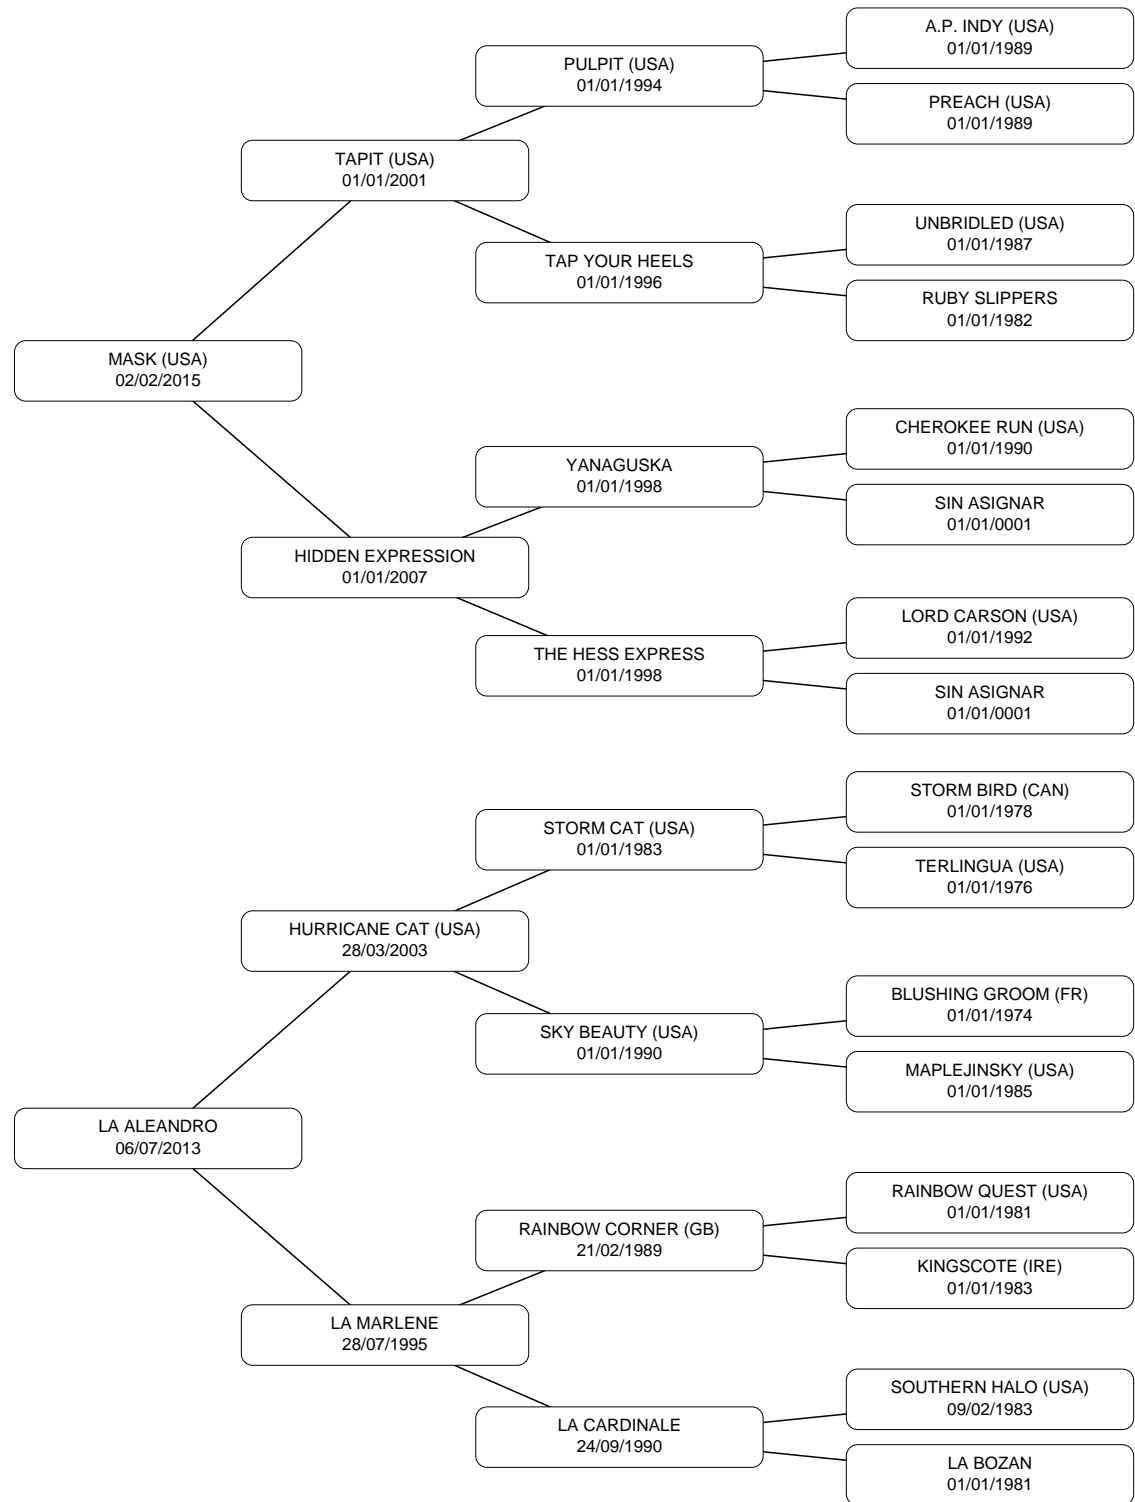 A.P. INDY (USA)
01/01/1989
PULPIT (USA)
01/01/1994
PREACH (USA)
01/01/1989
TAPIT (USA)
01/01/2001
UNBRIDLED (USA)
01/01/1987
TAP YOUR HEELS
01/01/1996
RUBY SLIPPERS
01/01/1982
MASK (USA)
02/02/2015
CHEROKEE RUN (USA)
01/01/1990
YANAGUSKA
01/01/1998
SIN ASIGNAR
01/01/0001
HIDDEN EXPRESSION
01/01/2007
LORD CARSON (USA)
01/01/1992
THE HESS EXPRESS
01/01/1998
SIN ASIGNAR
01/01/0001
STORM BIRD (CAN)
01/01/1978
STORM CAT (USA)
01/01/1983
TERLINGUA (USA)
01/01/1976
HURRICANE CAT (USA)
28/03/2003
BLUSHING GROOM (FR)
01/01/1974
SKY BEAUTY (USA)
01/01/1990
MAPLEJINSKY (USA)
01/01/1985
LA ALEANDRO
06/07/2013
RAINBOW QUEST (USA)
01/01/1981
RAINBOW CORNER (GB)
21/02/1989
KINGSCOTE (IRE)
01/01/1983
LA MARLENE
28/07/1995
SOUTHERN HALO (USA)
09/02/1983
LA CARDINALE
24/09/1990
LA BOZAN
01/01/1981